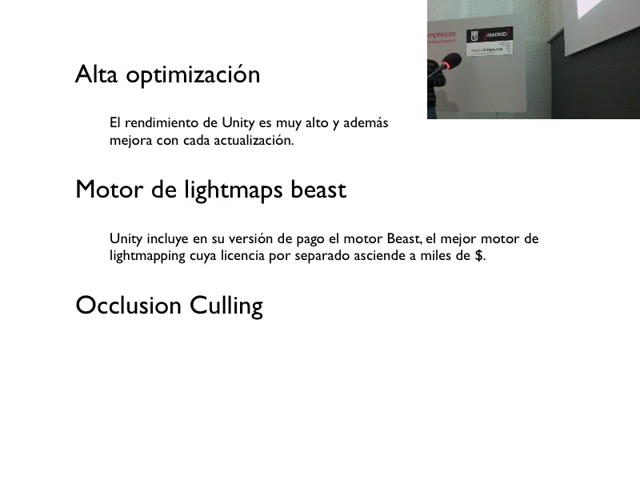 Alta optimización
El rendimiento de Unity es muy alto y además
mejora con cada actualización.
Motor de lightmaps beast
Unity incluye en su versión de pago el motor Beast, el mejor motor de
lightmapping cuya licencia por separado asciende a miles de $.
Occlusion Culling
¡MADRID!